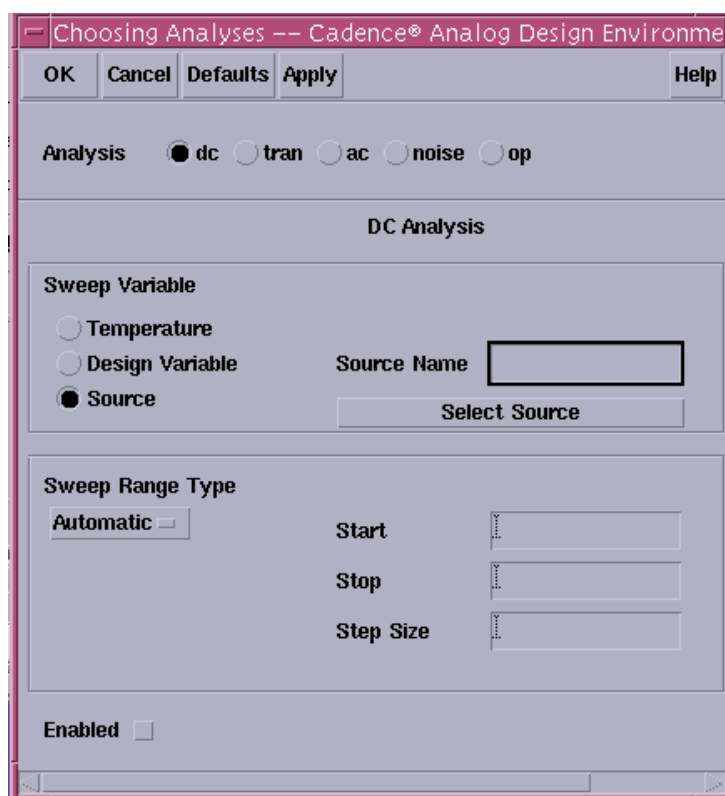 Choosing Analyses -- Cadence® Analog Design Environme
OK Cancel Defaults Apply Help
Analysis dc tran ac noise op
DC Analysis
Sweep Variable
Temperature
Design Variable Source Name
Source Select Source
Sweep Range Type
Automatic Start
Stop
Step Size
Enabled